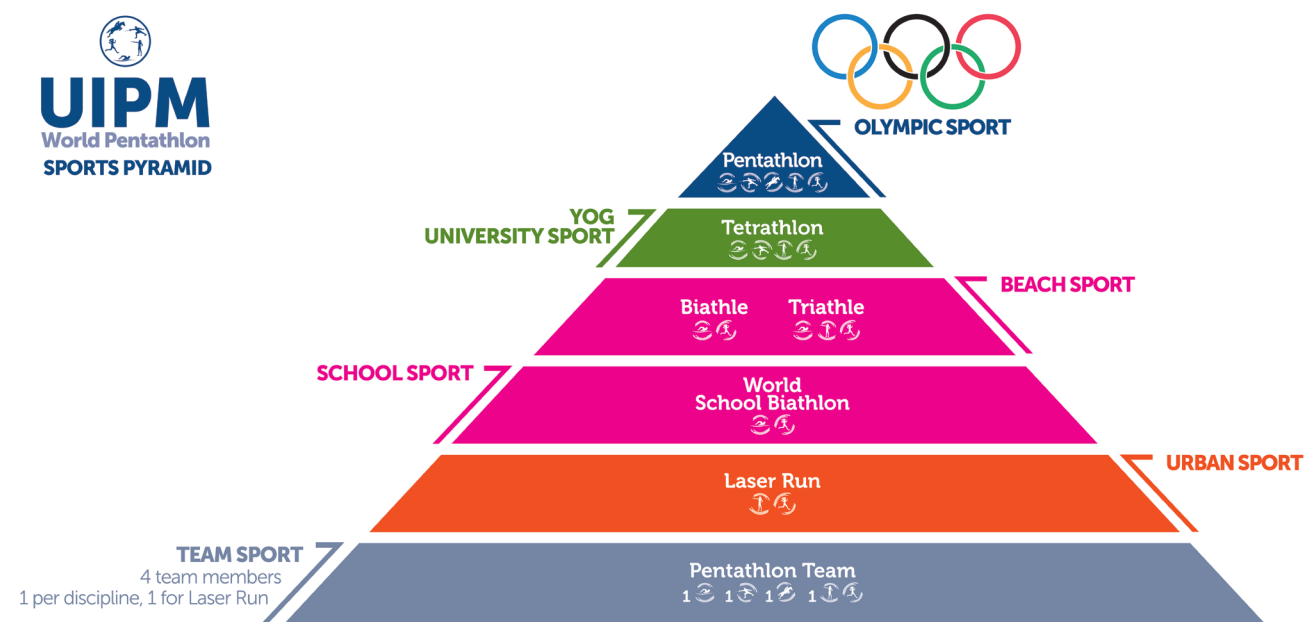 UIPM
World Pentathlon
SPORTS PYRAMID
OLYMPIC SPORT
Pentathlon
YOG
UNIVERSITY SPORT
Tetrathlon
BEACH SPORT
Biathle
Triathle
SCHOOL SPORT
World
School Biathlon
URBAN SPORT
Laser Run
TEAM SPORT
4 team members
1 per discipline, 1 for Laser Run
Pentathlon Team
1 1 1 1